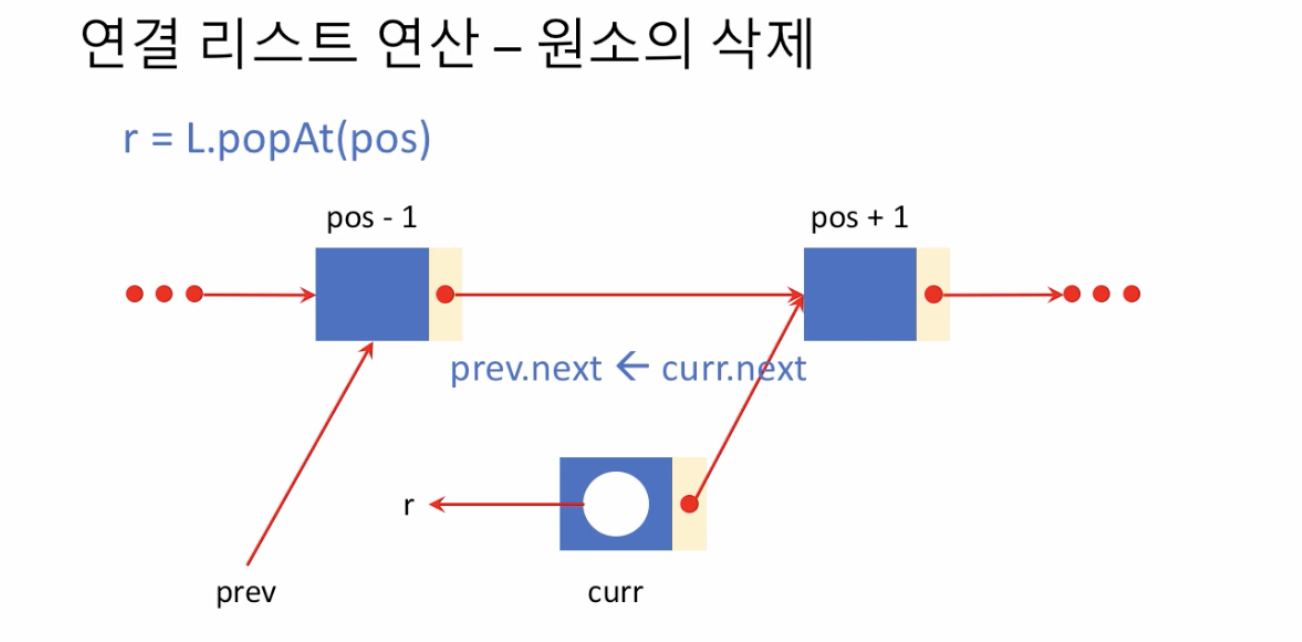 연결 리스트 연산 – 원소의 삭제
r = L.popAt(pos)
pos - 1
pos + 1
prev.next ← curr.next
r
prev
curr